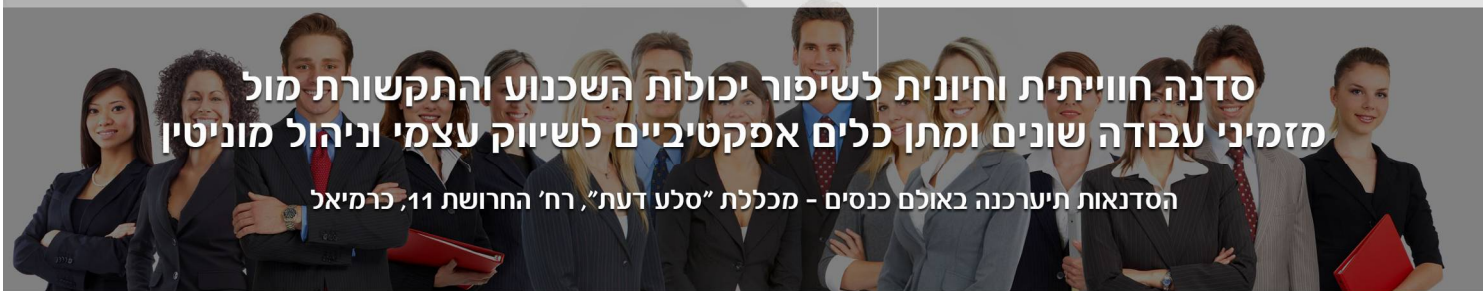 סדנה חווייתית וחיונית לשיפור יכולות השכנוע והתקשורת מול
מזמיני עבודה שונים ומתן כלים אפקטיביים לשיווק עצמי וניהול מוניטין
הסדנאות תיערכנה באולם כנסים - מכללת "סלע דעת", רח' החרושת 11, כרמיאל